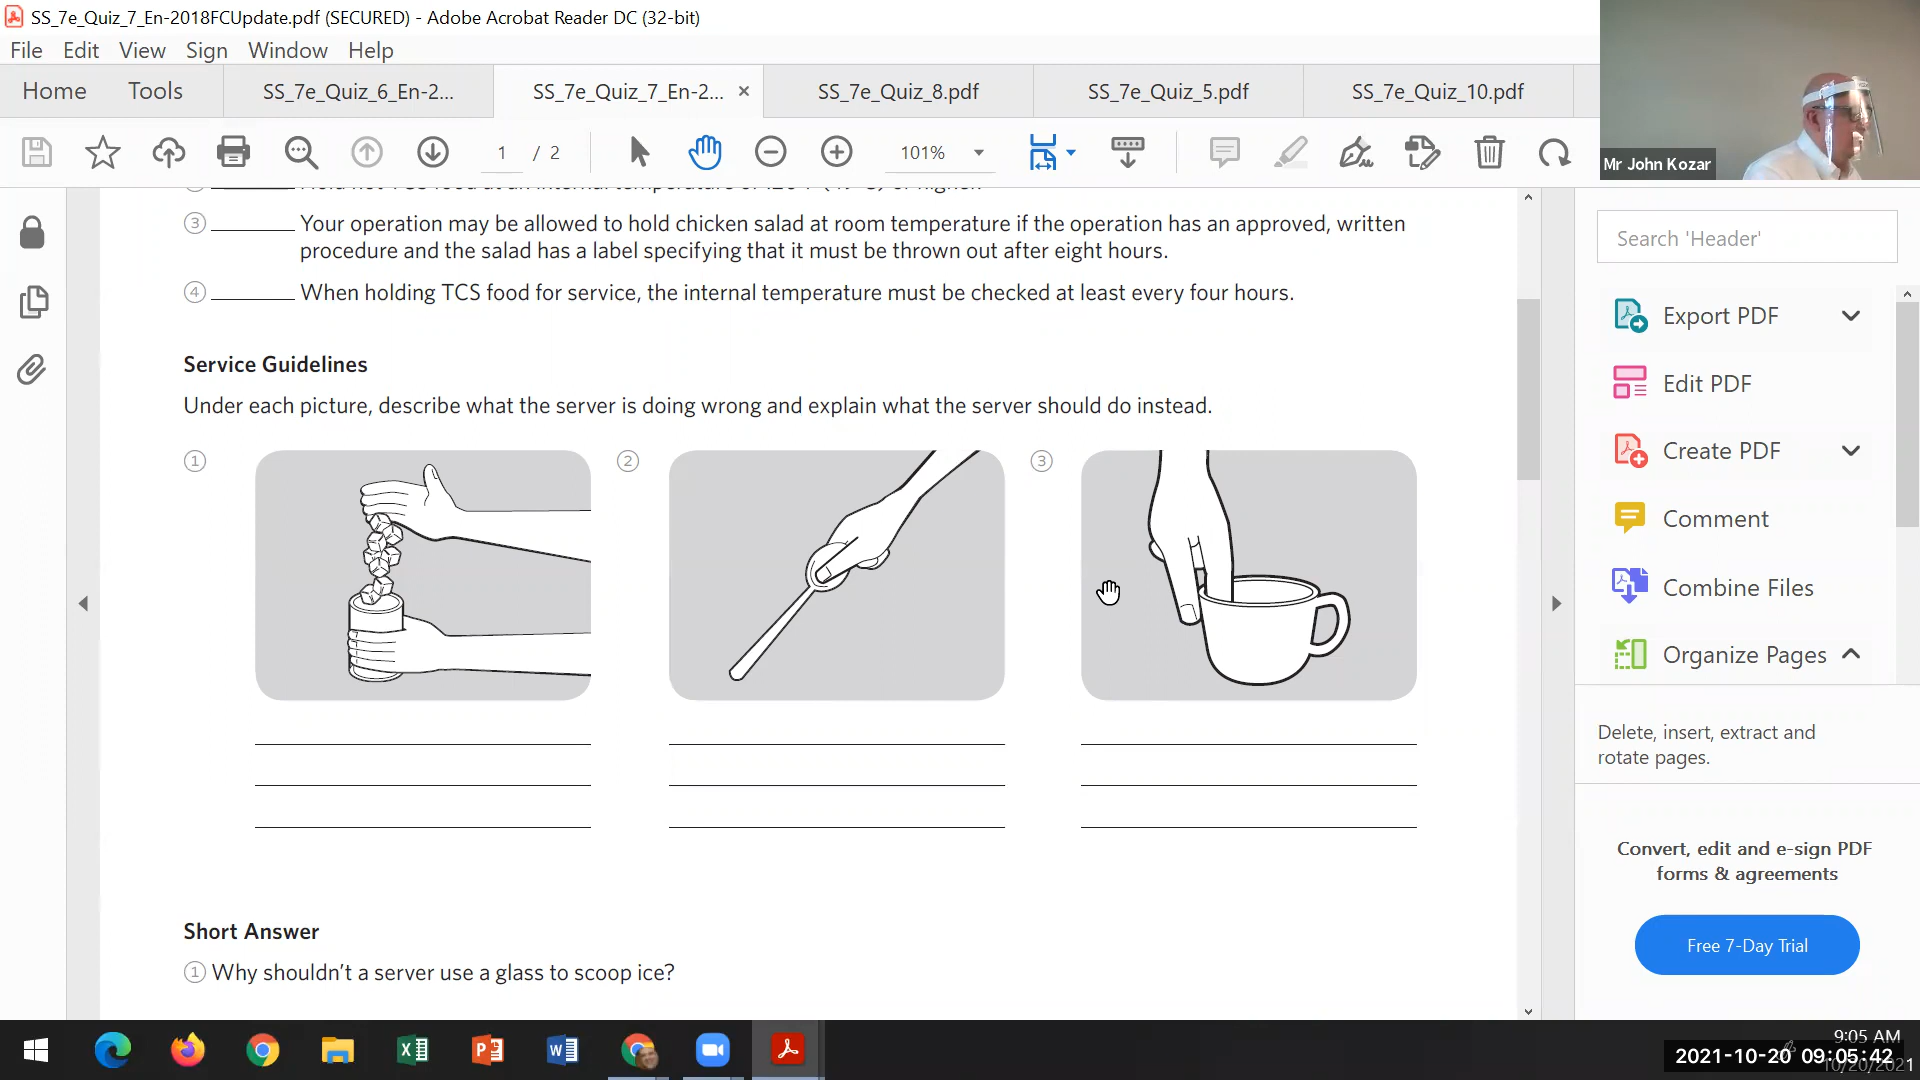 SS_7e_Quiz_7_En-2018FCUpdate.pdf (SECURED) - Adobe Acrobat Reader DC (32-bit)
File Edit View Sign Window Help
Home Tools SS_7e_Quiz_6_En-2... SS_7e_Quiz_7_En-2... × SS_7e_Quiz_8.pdf SS_7e_Quiz_5.pdf SS_7e_Quiz_10.pdf
1 / 2 101%
Mr John Kozar
3 Your operation may be allowed to hold chicken salad at room temperature if the operation has an approved, written
procedure and the salad has a label specifying that it must be thrown out after eight hours.
4 When holding TCS food for service, the internal temperature must be checked at least every four hours.
Service Guidelines
Under each picture, describe what the server is doing wrong and explain what the server should do instead.
1 2 3
Short Answer
1 Why shouldn't a server use a glass to scoop ice?
Search 'Header'
Export PDF
Edit PDF
Create PDF
Comment
Combine Files
Organize Pages
Delete, insert, extract and
rotate pages.
Convert, edit and e-sign PDF
forms & agreements
Free 7-Day Trial
9:05 AM
2021-10-20 09:05:42
10/20/2021